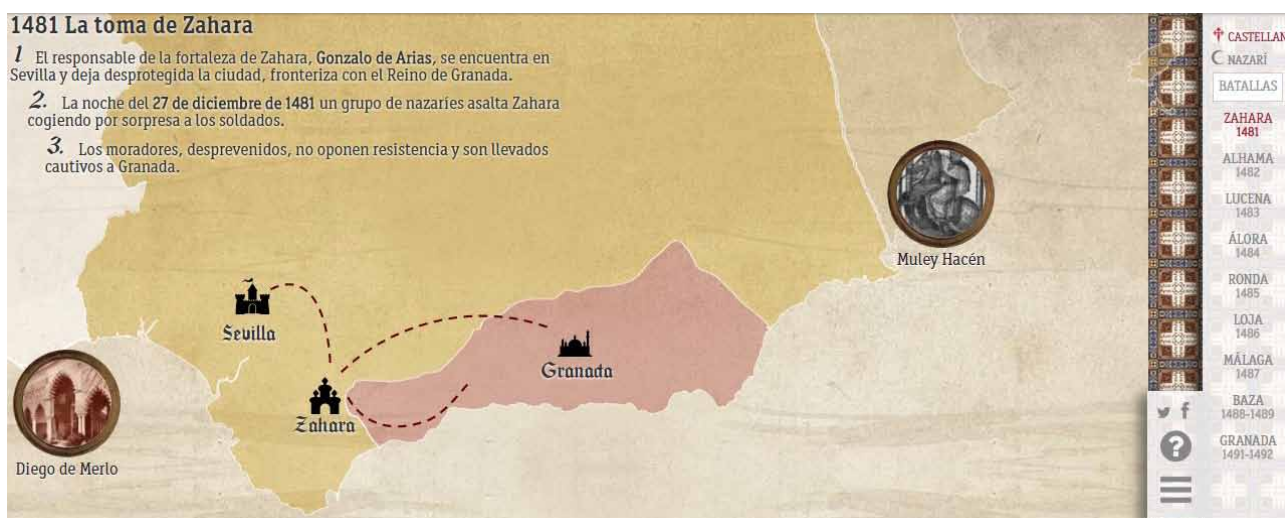 1481 La toma de Zahara
1 El responsable de la fortaleza de Zahara, Gonzalo de Arias, se encuentra en
Sevilla y deja desprotegida la ciudad, fronteriza con el Reino de Granada.
2. La noche del 27 de diciembre de 1481 un grupo de nazaríes asalta Zahara
cogiendo por sorpresa a los soldados.
3. Los moradores, desprevenidos, no oponen resistencia y son llevados
cautivos a Granada.
Muley Hacén
Sevilla
Granada
Zahara
Diego de Merlo
CASTELLAN
NAZARÍ
BATALLAS
ZAHARA
1481
ALHAMA
1482
LUCENA
1483
ÁLORA
1484
RONDA
1485
LOJA
1486
MÁLAGA
1487
BAZA
1488-1489
GRANADA
1491-1492